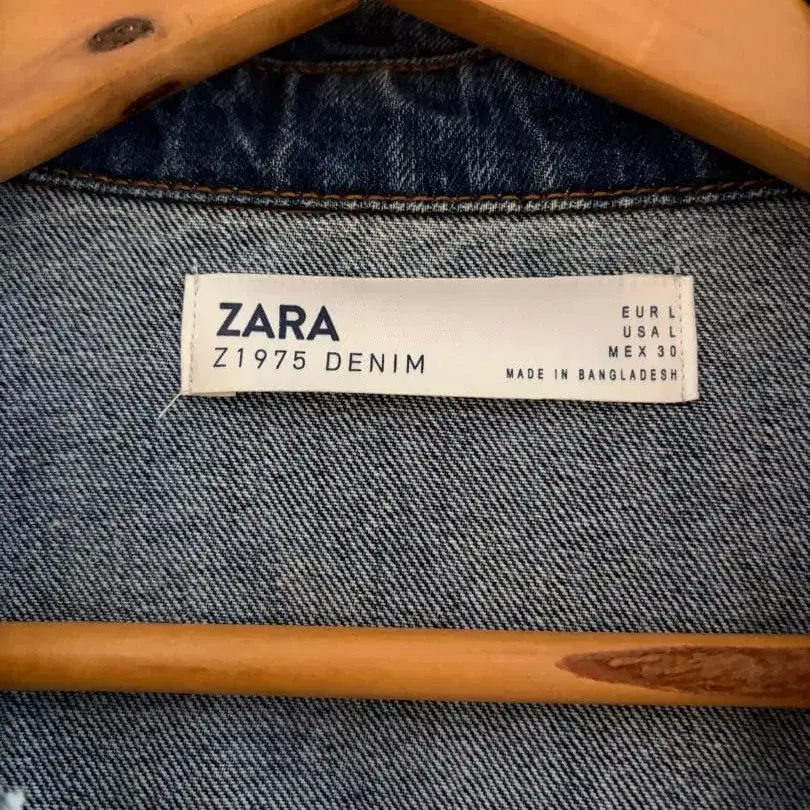 ZARA
Z1975 DENIM
EUR L
USA L
MEX 30
MADE IN BANGLADESH